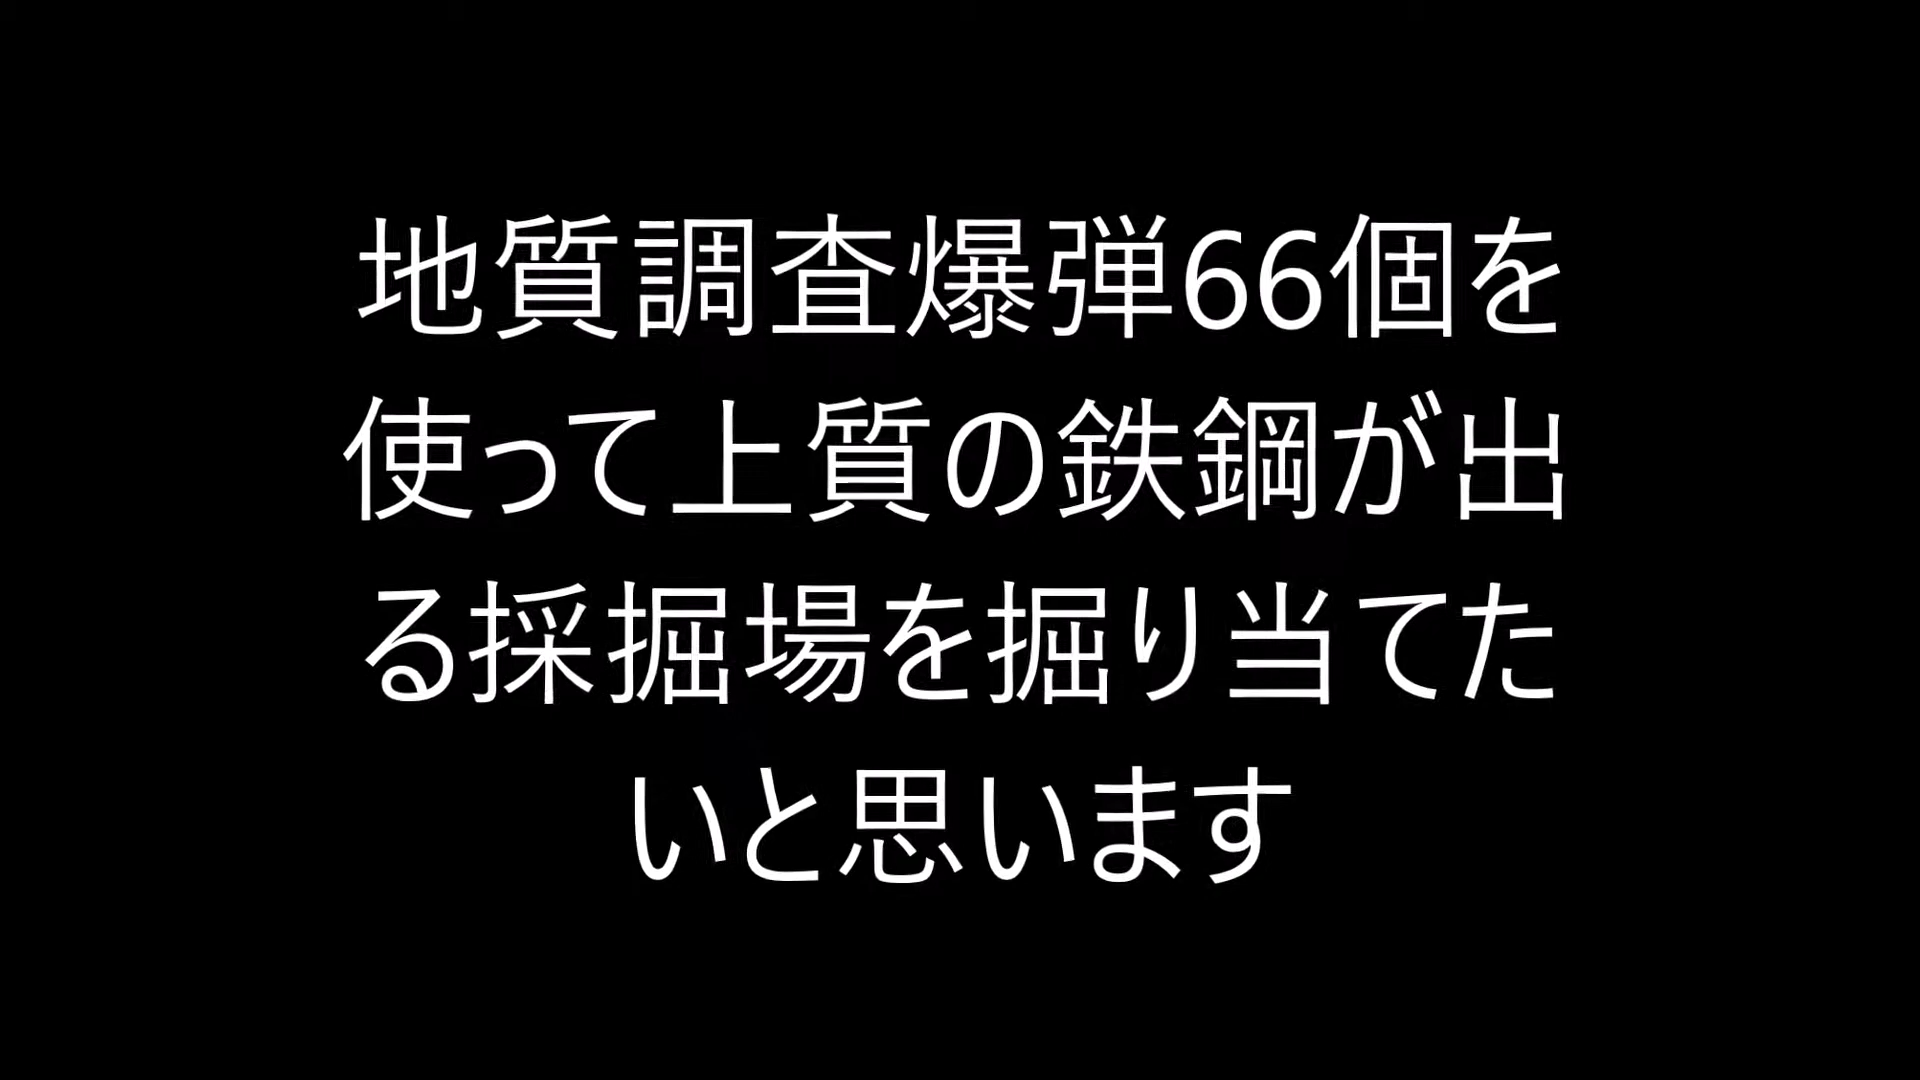 地質調査爆弾66個を
使って上質の鉄鋼が出
る採掘場を掘り当てた
いと思います